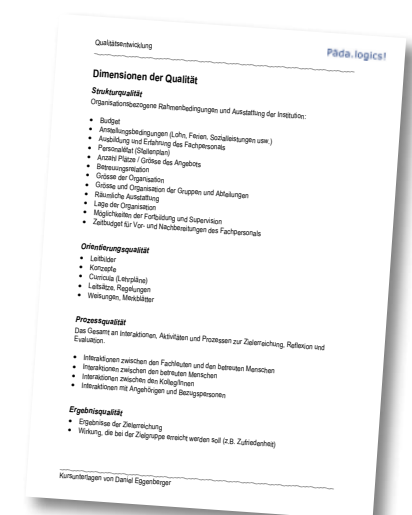 Qualitätsentwicklung
Päda.logics!
Dimensionen der Qualität
Strukturqualität
Organisationsbezogene Rahmenbedingungen und Ausstattung der Institution:
• Budget
• Anstellungsbedingungen (Lohn, Ferien, Sozialleistungen usw.)
• Ausbildung und Erfahrung des Fachpersonals
• Personaletat (Stellenplan)
• Anzahl Plätze / Grösse des Angebots
• Betreuungsrelation
• Grösse der Organisation
• Grösse und Organisation der Gruppen und Abteilungen
• Räumliche Ausstattung
• Lage der Organisation
• Möglichkeiten der Fortbildung und Supervision
• Zeitbudget für Vor- und Nachbereitungen des Fachpersonals
Orientierungsqualität
• Leitbilder
• Konzepte
• Curricula (Lehrpläne)
• Leitsätze, Regelungen
• Weisungen, Merkblätter
Prozessqualität
Das Gesamt an Interaktionen, Aktivitäten und Prozessen zur Zielerreichung, Reflexion und
Evaluation.
• Interaktionen zwischen den Fachleuten und den betreuten Menschen
• Interaktionen zwischen den betreuten Menschen
• Interaktionen zwischen den Kolleg/Innen
• Interaktionen mit Angehörigen und Bezugspersonen
Ergebnisqualität
• Ergebnisse der Zielerreichung
• Wirkung, die bei der Zielgruppe erreicht werden soll (z.B. Zufriedenheit)
Kursunterlagen von Daniel Eggenberger